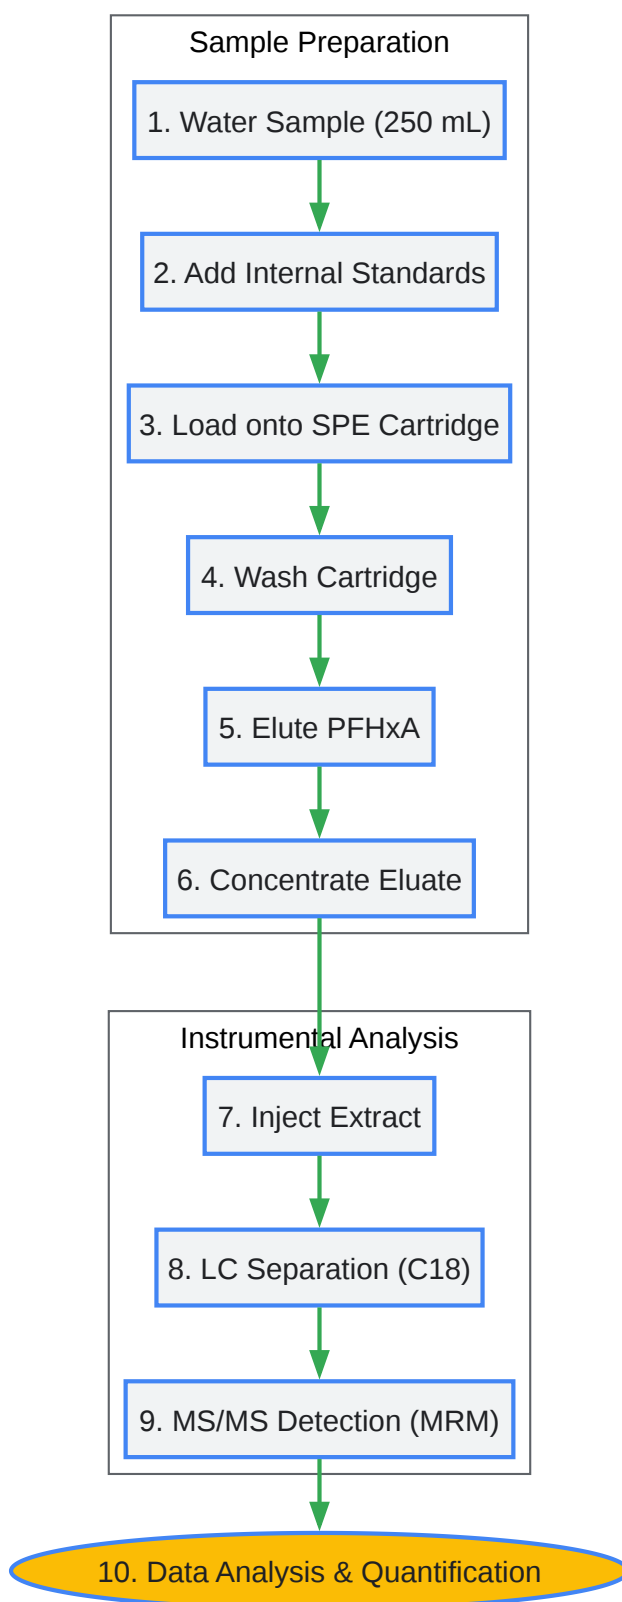 Sample Preparation
1. Water Sample (250 mL)
2. Add Internal Standards
3. Load onto SPE Cartridge
4. Wash Cartridge
5. Elute PFHxA
6. Concentrate Eluate
Instrumental Analysis
7. Inject Extract
8. LC Separation (C18)
9. MS/MS Detection (MRM)
10. Data Analysis & Quantification